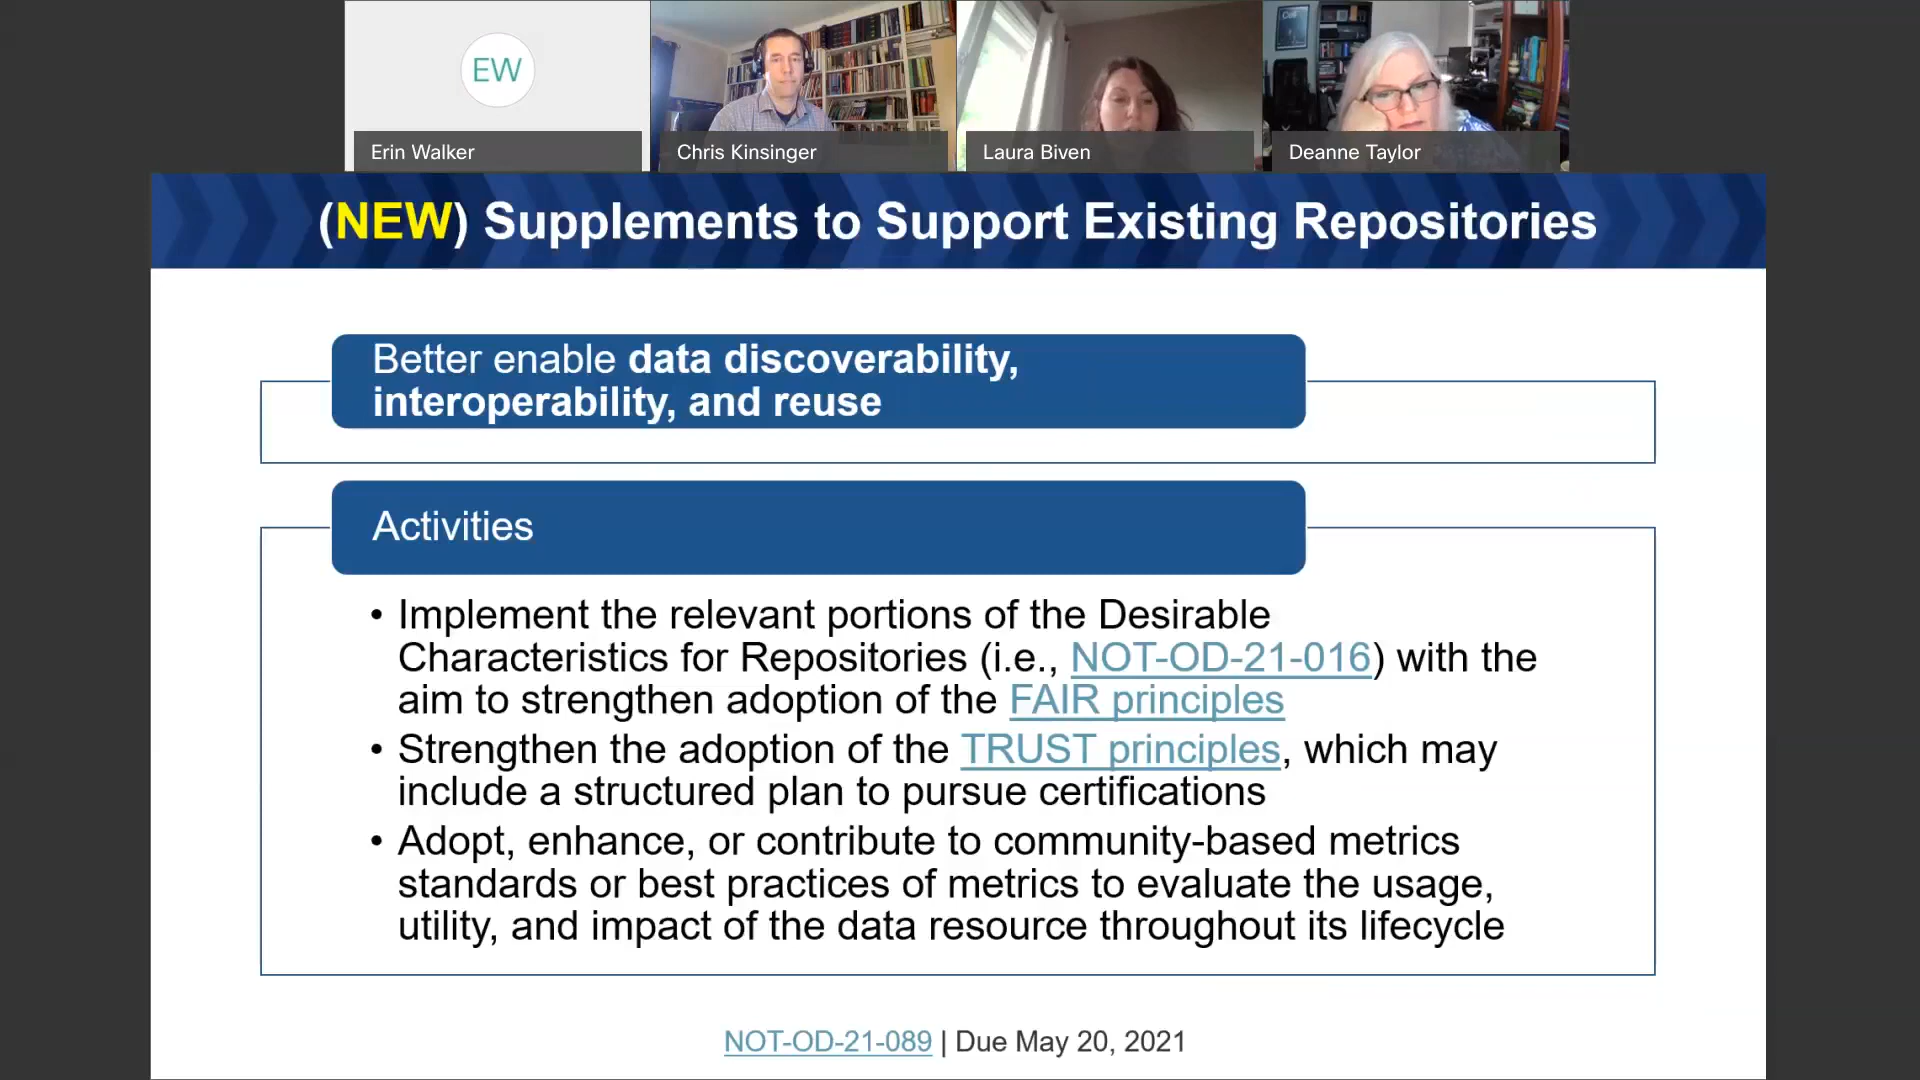 EW
Erin Walker
Chris Kinsinger
Laura Biven
Deanne Taylor
(NEW) Supplements to Support Existing Repositories
Better enable data discoverability,
interoperability, and reuse
Activities
• Implement the relevant portions of the Desirable
Characteristics for Repositories (i.e., NOT-OD-21-016) with the
aim to strengthen adoption of the FAIR principles
• Strengthen the adoption of the TRUST principles, which may
include a structured plan to pursue certifications
• Adopt, enhance, or contribute to community-based metrics
standards or best practices of metrics to evaluate the usage,
utility, and impact of the data resource throughout its lifecycle
NOT-OD-21-089 | Due May 20, 2021